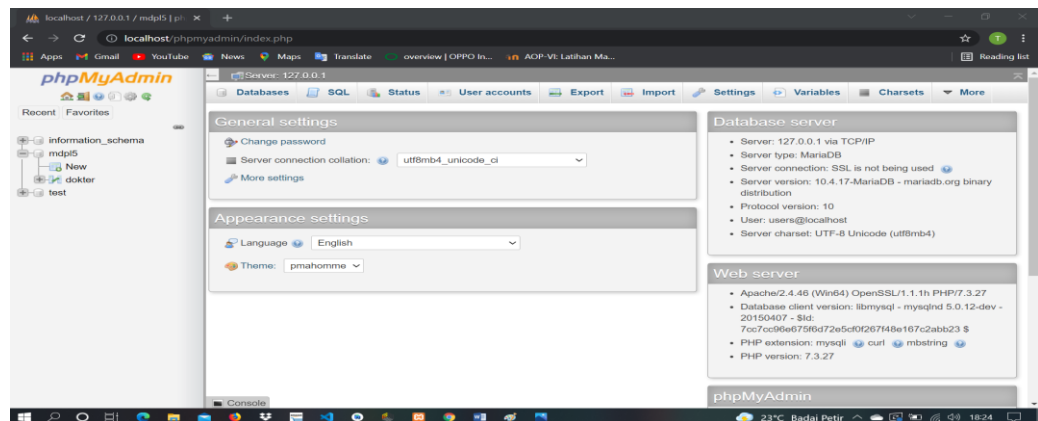 localhost / 127.0.0.1 / mdpl5 | ph
localhost/phpmyadmin/index.php
T
Apps Gmail YouTube News Maps Translate overview | OPPO In... AOP-VI: Latihan Ma... Reading list
phpMyAdmin
Recent Favorites
information_schema
mdpl5
New
dokter
test
Server: 127.0.0.1
Databases SQL Status User accounts Export Import Settings Variables Charsets More
General settings
Change password
Server connection collation: utf8mb4_unicode_ci
More settings
Appearance settings
Language English
Theme: pmahomme
Database server
Server: 127.0.0.1 via TCP/IP
Server type: MariaDB
Server connection: SSL is not being used
Server version: 10.4.17-MariaDB - mariadb.org binary
distribution
Protocol version: 10
User: users@localhost
Server charset: UTF-8 Unicode (utf8mb4)
Web server
Apache/2.4.46 (Win64) OpenSSL/1.1.1h PHP/7.3.27
Database client version: libmysql - mysqlnd 5.0.12-dev -
20150407 - $Id:
7cc7cc96e675f6d72e5cf0f267f48e167c2abb23 $
PHP extension: mysqli curl mbstring
PHP version: 7.3.27
phpMyAdmin
Console
23°C Badai Petir 18:24